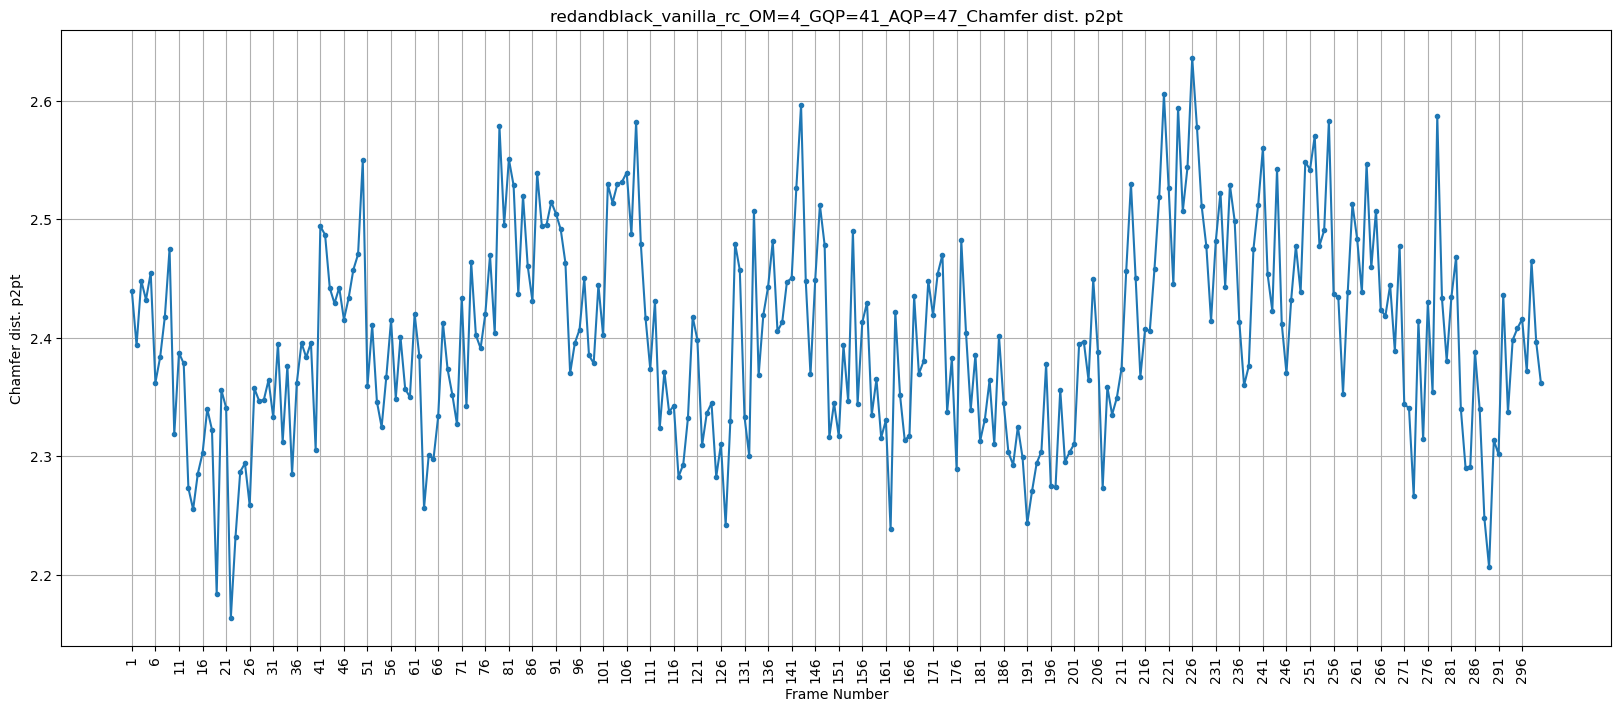 redandblack_vanilla_rc_OM=4_GQP=41_AQP=47_Chamfer dist. p2pt
Chamfer dist. p2pt
2.6
2.5
2.4
2.3
2.2
1 6 11 16 21 26 31 36 41 46 51 56 61 66 71 76 81 86 91 96 101 106 111 116 121 126 131 136 141 146 151 156 161 166 171 176 181 186 191 196 201 206 211 216 221 226 231 236 241 246 251 256 261 266 271 276 281 286 291 296
Frame Number